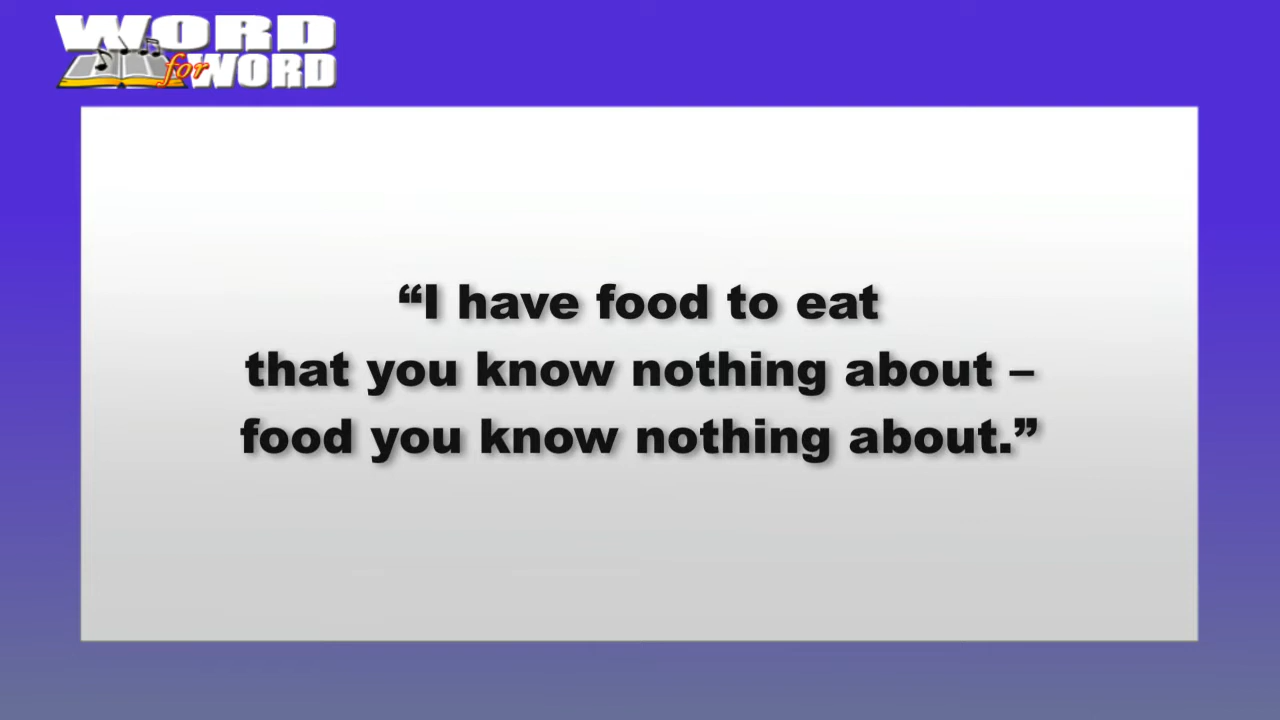 WORD
for WORD
“I have food to eat
that you know nothing about –
food you know nothing about.”